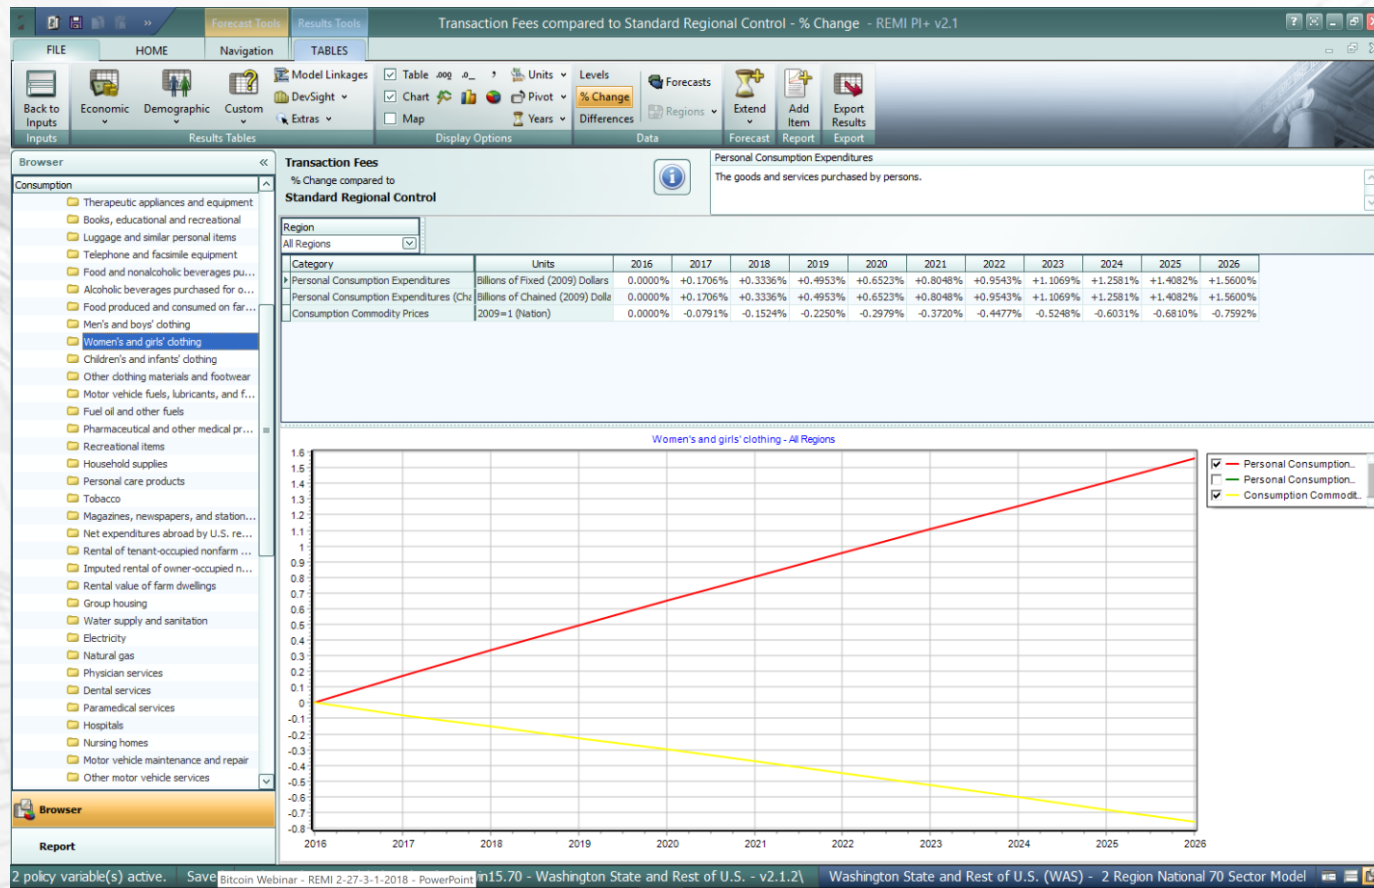 Forecast Tools Results Tools Transaction Fees compared to Standard Regional Control - % Change - REMI PI+ v2.1
FILE HOME Navigation TABLES
Model Linkages Table .000 .0_ , Units Levels Forecasts
Back to Inputs Economic Demographic Custom DevSight Chart Pivot % Change Regions Extend Add Item Export Results
Extras Map Years Differences
Inputs Results Tables Display Options Data Forecast Report Export
Browser «
Consumption
Therapeutic appliances and equipment
Books, educational and recreational
Luggage and similar personal items
Telephone and facsimile equipment
Food and nonalcoholic beverages pu...
Alcoholic beverages purchased for o...
Food produced and consumed on far...
Men's and boys' clothing
Women's and girls' clothing
Children's and infants' clothing
Other clothing materials and footwear
Motor vehicle fuels, lubricants, and f...
Fuel oil and other fuels
Pharmaceutical and other medical pr...
Recreational items
Household supplies
Personal care products
Tobacco
Magazines, newspapers, and station...
Net expenditures abroad by U.S. re...
Rental of tenant-occupied nonfarm ...
Imputed rental of owner-occupied n...
Rental value of farm dwellings
Group housing
Water supply and sanitation
Electricity
Natural gas
Physician services
Dental services
Paramedical services
Hospitals
Nursing homes
Motor vehicle maintenance and repair
Other motor vehicle services
Browser
Report
Transaction Fees
% Change compared to
Standard Regional Control
Personal Consumption Expenditures
The goods and services purchased by persons.
Region
All Regions
Category Units 2016 2017 2018 2019 2020 2021 2022 2023 2024 2025 2026
Personal Consumption Expenditures Billions of Fixed (2009) Dollars 0.0000% +0.1706% +0.3336% +0.4953% +0.6523% +0.8048% +0.9543% +1.1069% +1.2581% +1.4082% +1.5600%
Personal Consumption Expenditures (Cha Billions of Chained (2009) Dolla 0.0000% +0.1706% +0.3336% +0.4953% +0.6523% +0.8048% +0.9543% +1.1069% +1.2581% +1.4082% +1.5600%
Consumption Commodity Prices 2009=1 (Nation) 0.0000% -0.0791% -0.1524% -0.2250% -0.2979% -0.3720% -0.4477% -0.5248% -0.6031% -0.6810% -0.7592%
Women's and girls' clothing - All Regions
1.6
1.5
1.4
1.3
1.2
1.1
1
0.9
0.8
0.7
0.6
0.5
0.4
0.3
0.2
0.1
0
-0.1
-0.2
-0.3
-0.4
-0.5
-0.6
-0.7
-0.8
2016 2017 2018 2019 2020 2021 2022 2023 2024 2025 2026
Personal Consumption...
Personal Consumption...
Consumption Commodit...
2 policy variable(s) active. Save in15.70 - Washington State and Rest of U.S. - v2.1.2\ Washington State and Rest of U.S. (WAS) - 2 Region National 70 Sector Model
Bitcoin Webinar - REMI 2-27-3-1-2018 - PowerPoint